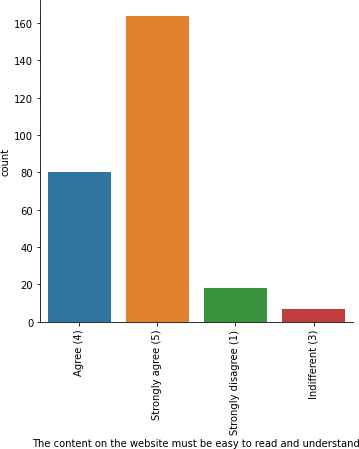 160
140
120
100
80
60
40
20
0
count
Agree (4)
Strongly agree (5)
Strongly disagree (1)
Indifferent (3)
The content on the website must be easy to read and understand